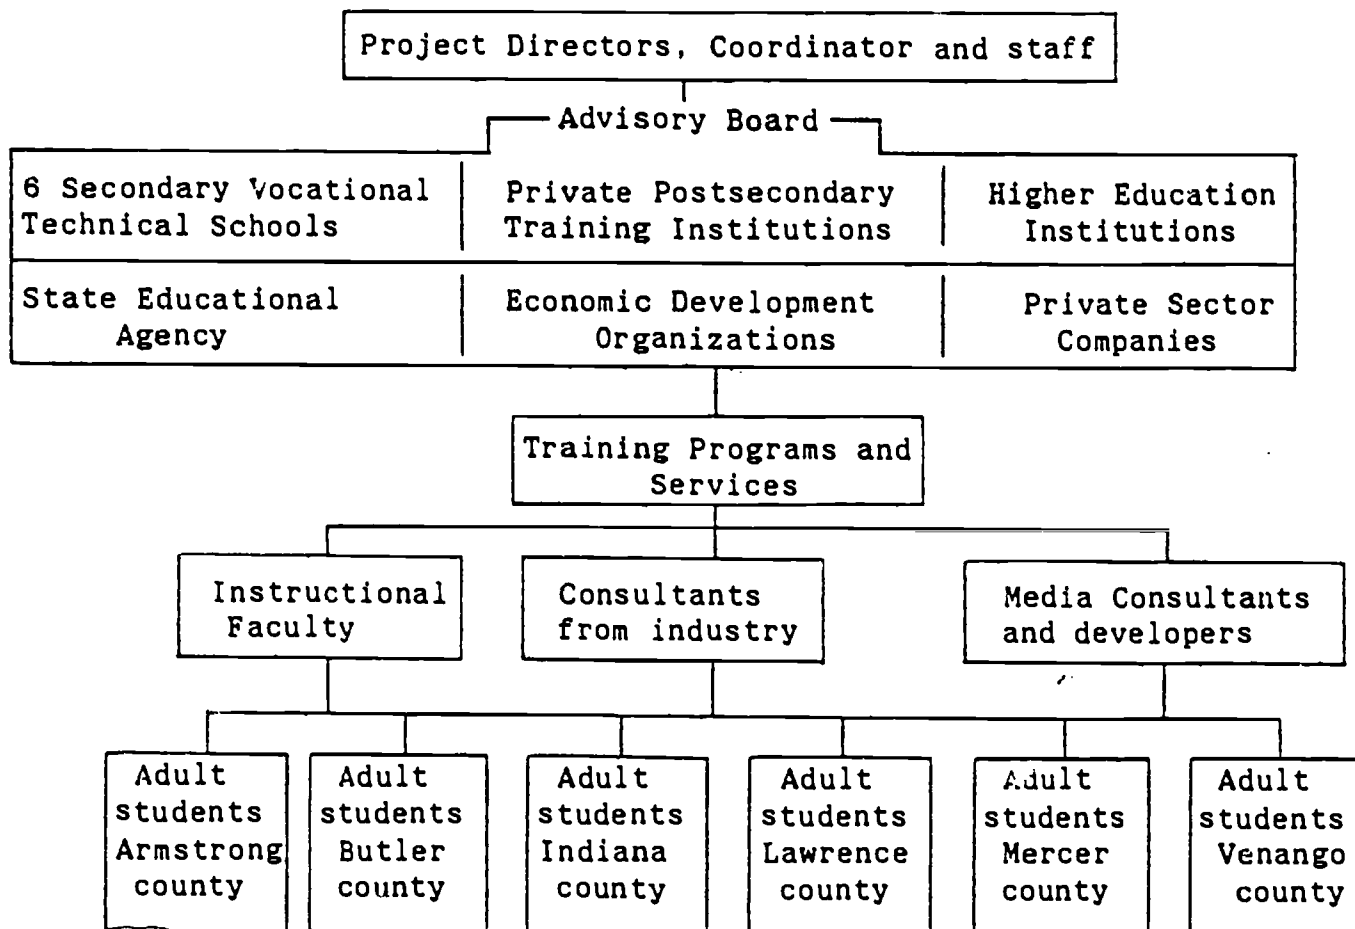 Project Directors, Coordinator and staff
Advisory Board
6 Secondary Vocational
Technical Schools
Private Postsecondary
Training Institutions
Higher Education
Institutions
State Educational
Agency
Economic Development
Organizations
Private Sector
Companies
Training Programs and
Services
Instructional
Faculty
Consultants
from industry
Media Consultants
and developers
Adult
students
Armstrong
county
Adult
students
Butler
county
Adult
students
Indiana
county
Adult
students
Lawrence
county
Adult
students
Mercer
county
Adult
students
Venango
county